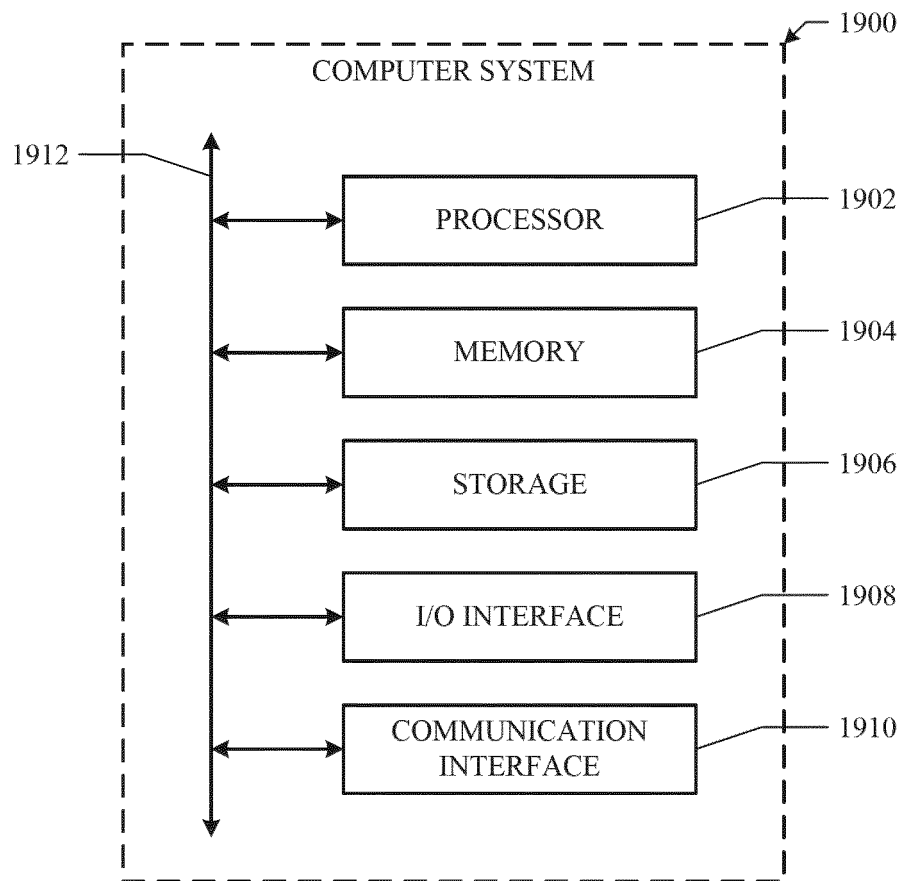 1900
COMPUTER SYSTEM
1912
PROCESSOR
1902
MEMORY
1904
STORAGE
1906
I/O INTERFACE
1908
COMMUNICATION
INTERFACE
1910